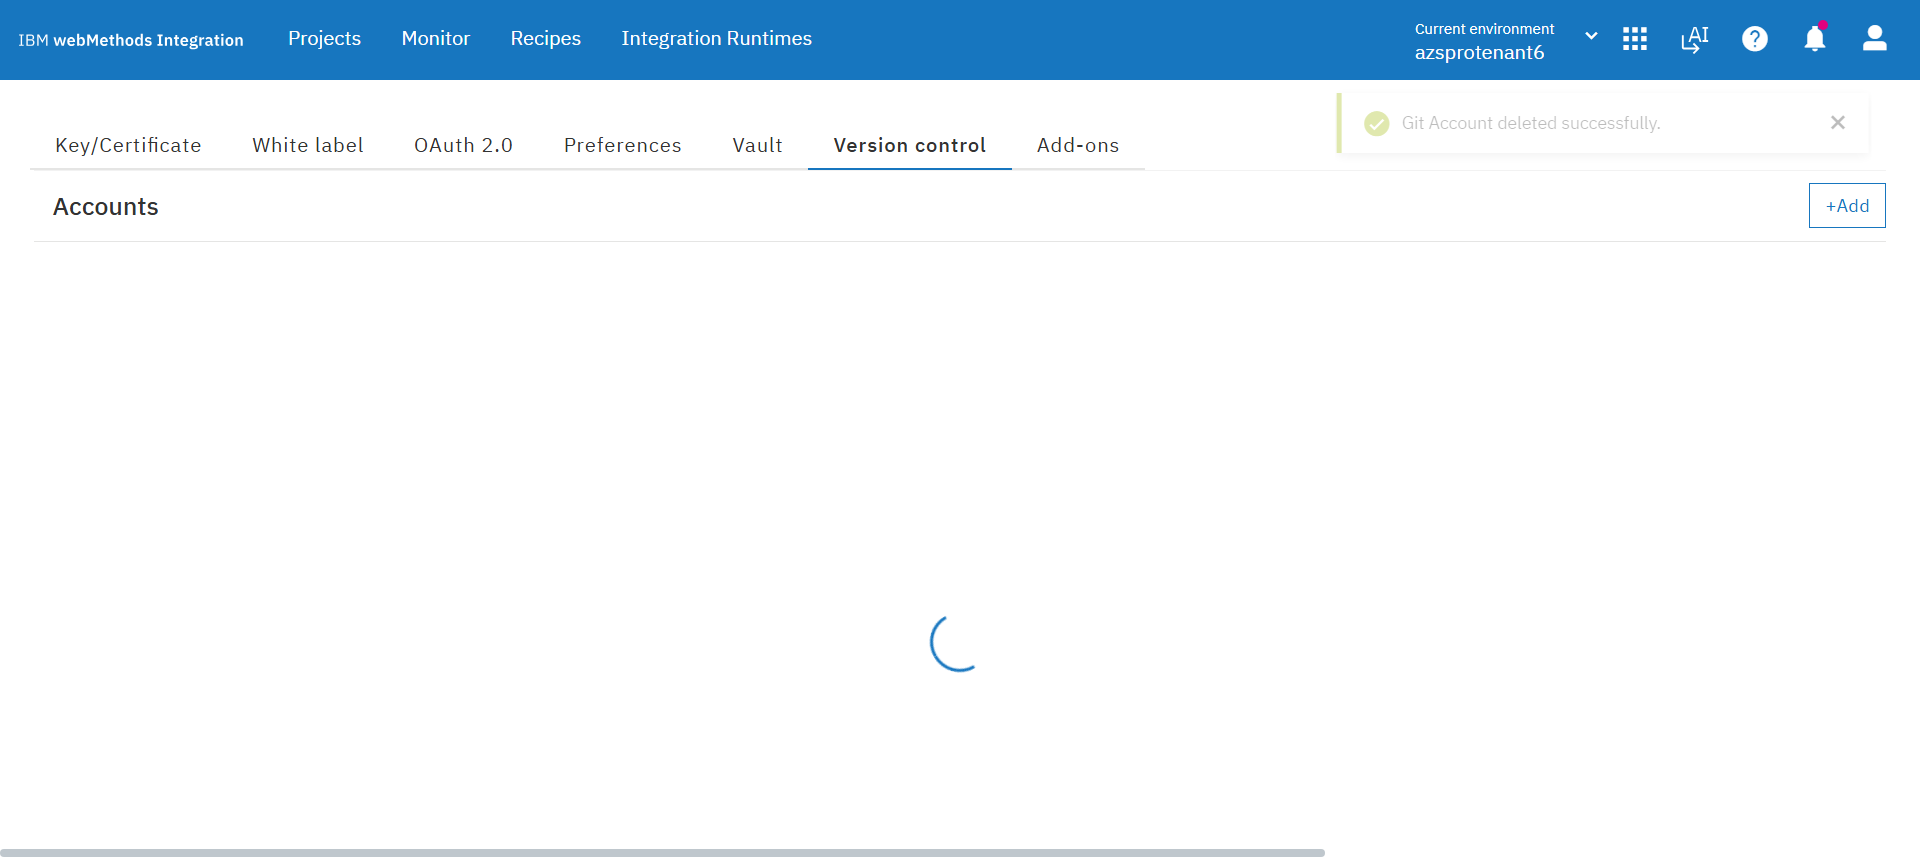 IBM webMethods Integration
Projects
Monitor
Recipes
Integration Runtimes
Current environment
azsprotenant6
AI
?
Git Account deleted successfully.
Key/Certificate
White label
OAuth 2.0
Preferences
Vault
Version control
Add-ons
Accounts
+Add